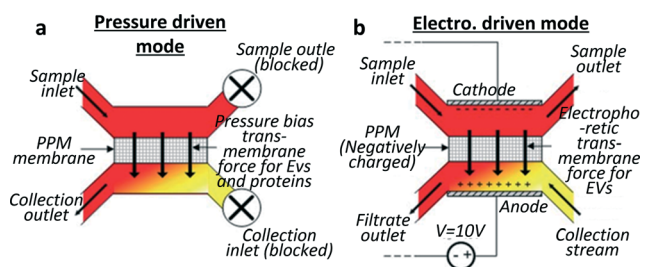 a
Pressure driven
mode
Sample outle
(blocked)
Sample
inlet
PPM
membrane
Pressure bias
trans-
membrane
force for Evs
and proteins
Collection
outlet
Collection
inlet (blocked)
b
Electro. driven mode
Sample
inlet
Cathode
Sample
outlet
PPM
(Negatively
charged)
Electropho
-retic
trans-
membrane
force for
EVs
Anode
Filtrate
outlet
V=10V
- +
Collection
stream